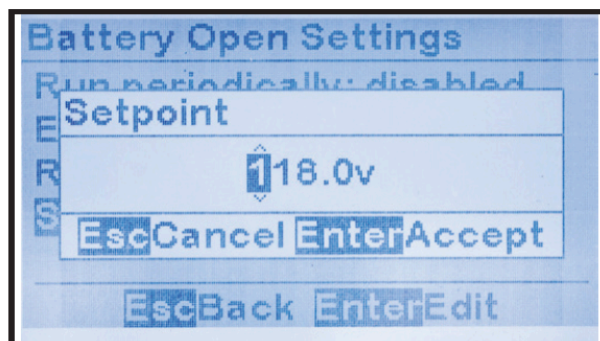 Battery Open Settings
Run periodically: disabled
E
Setpoint
R
118.0v
S
EscCancel EnterAccept
EscBack EnterEdit